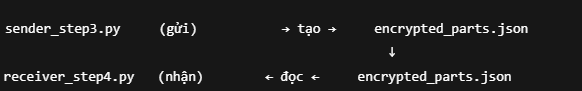 sender_step3.py (gửi) → tạo → encrypted_parts.json
↓
receiver_step4.py (nhận) ← đọc ← encrypted_parts.json